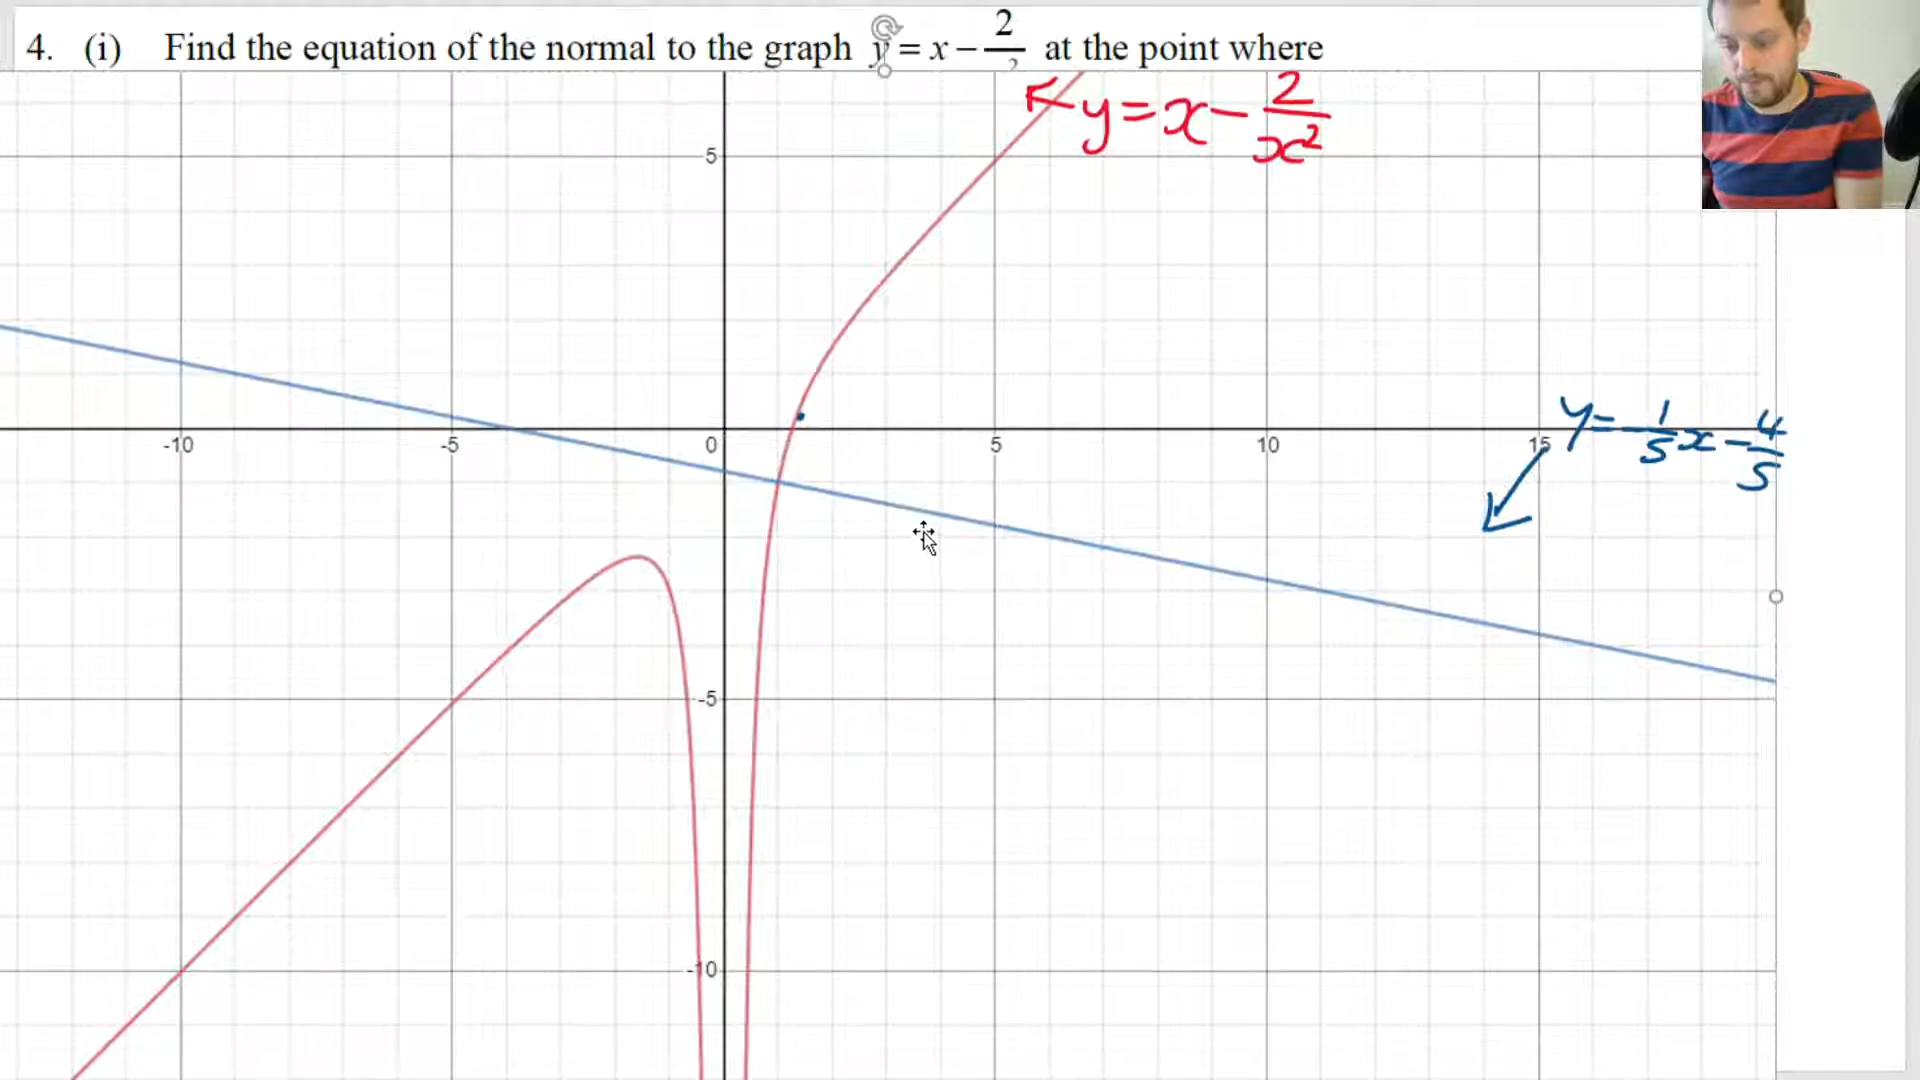 4. (i) Find the equation of the normal to the graph y = x − 2/ 2 at the point where
y = x − 2/x²
5
-10 -5 0 5 10 15
y = -1/5 x − 4/5
-5
-10